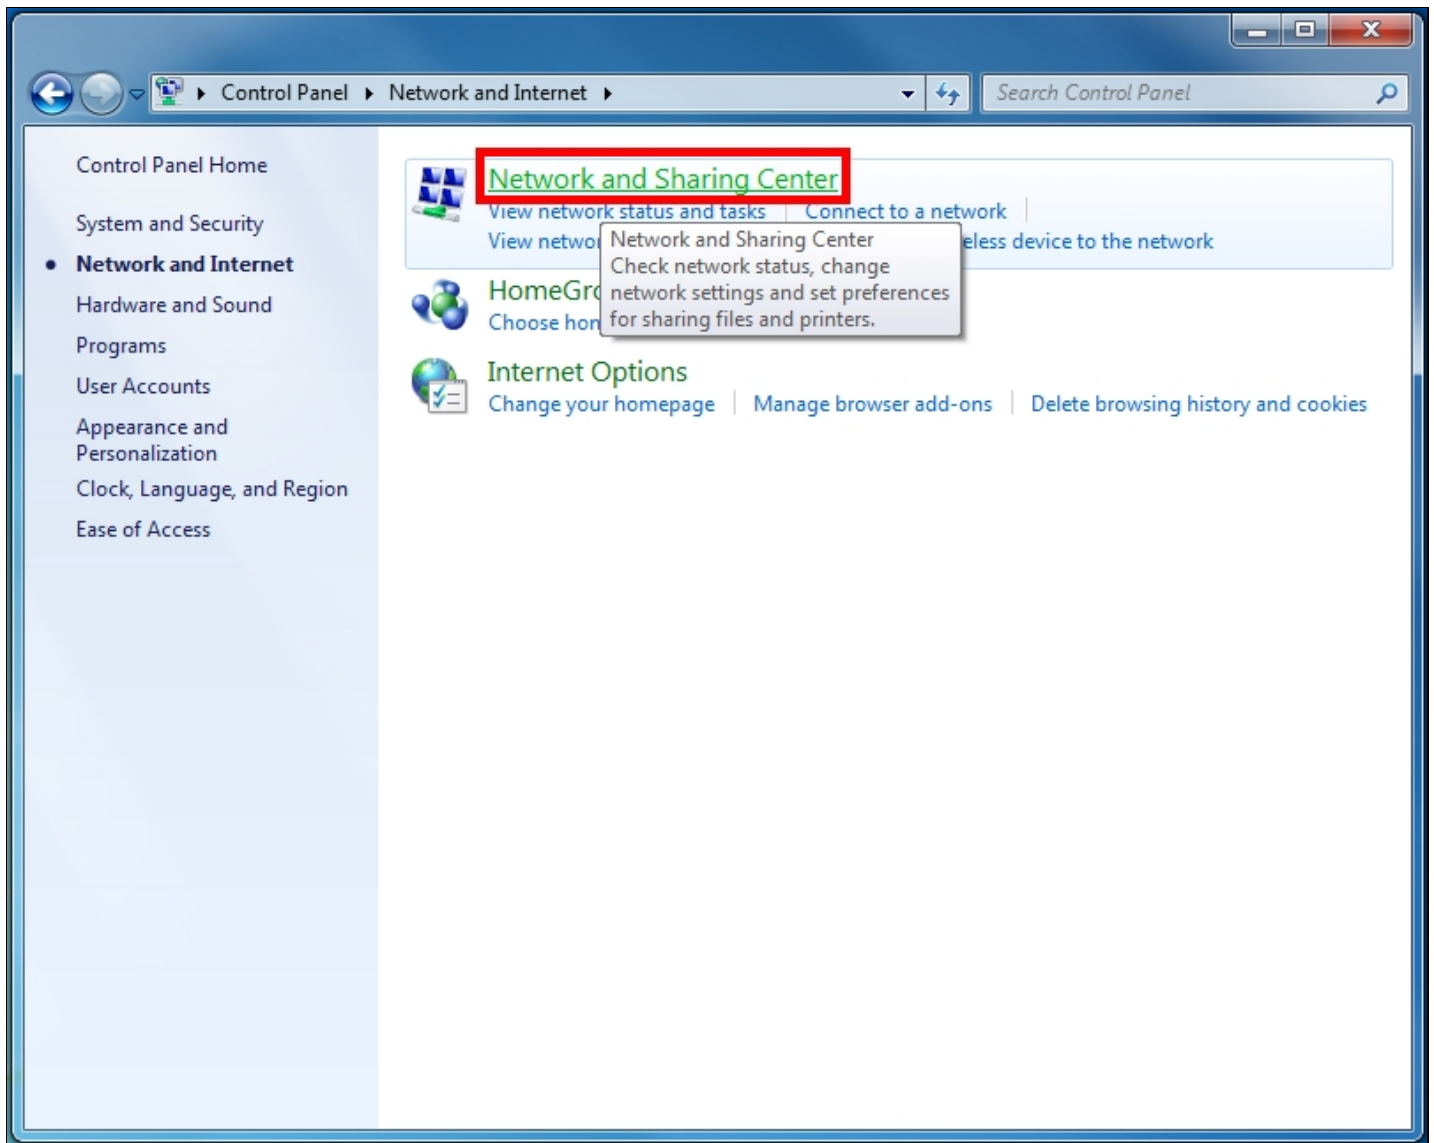 Control Panel Network and Internet
Search Control Panel
Control Panel Home
System and Security
Network and Internet
Hardware and Sound
Programs
User Accounts
Appearance and
Personalization
Clock, Language, and Region
Ease of Access
Network and Sharing Center
View network status and tasks Connect to a network
View device to the network
Network and Sharing Center
Check network status, change
network settings and set preferences
for sharing files and printers.
Choose
Internet Options
Change your homepage Manage browser add-ons Delete browsing history and cookies